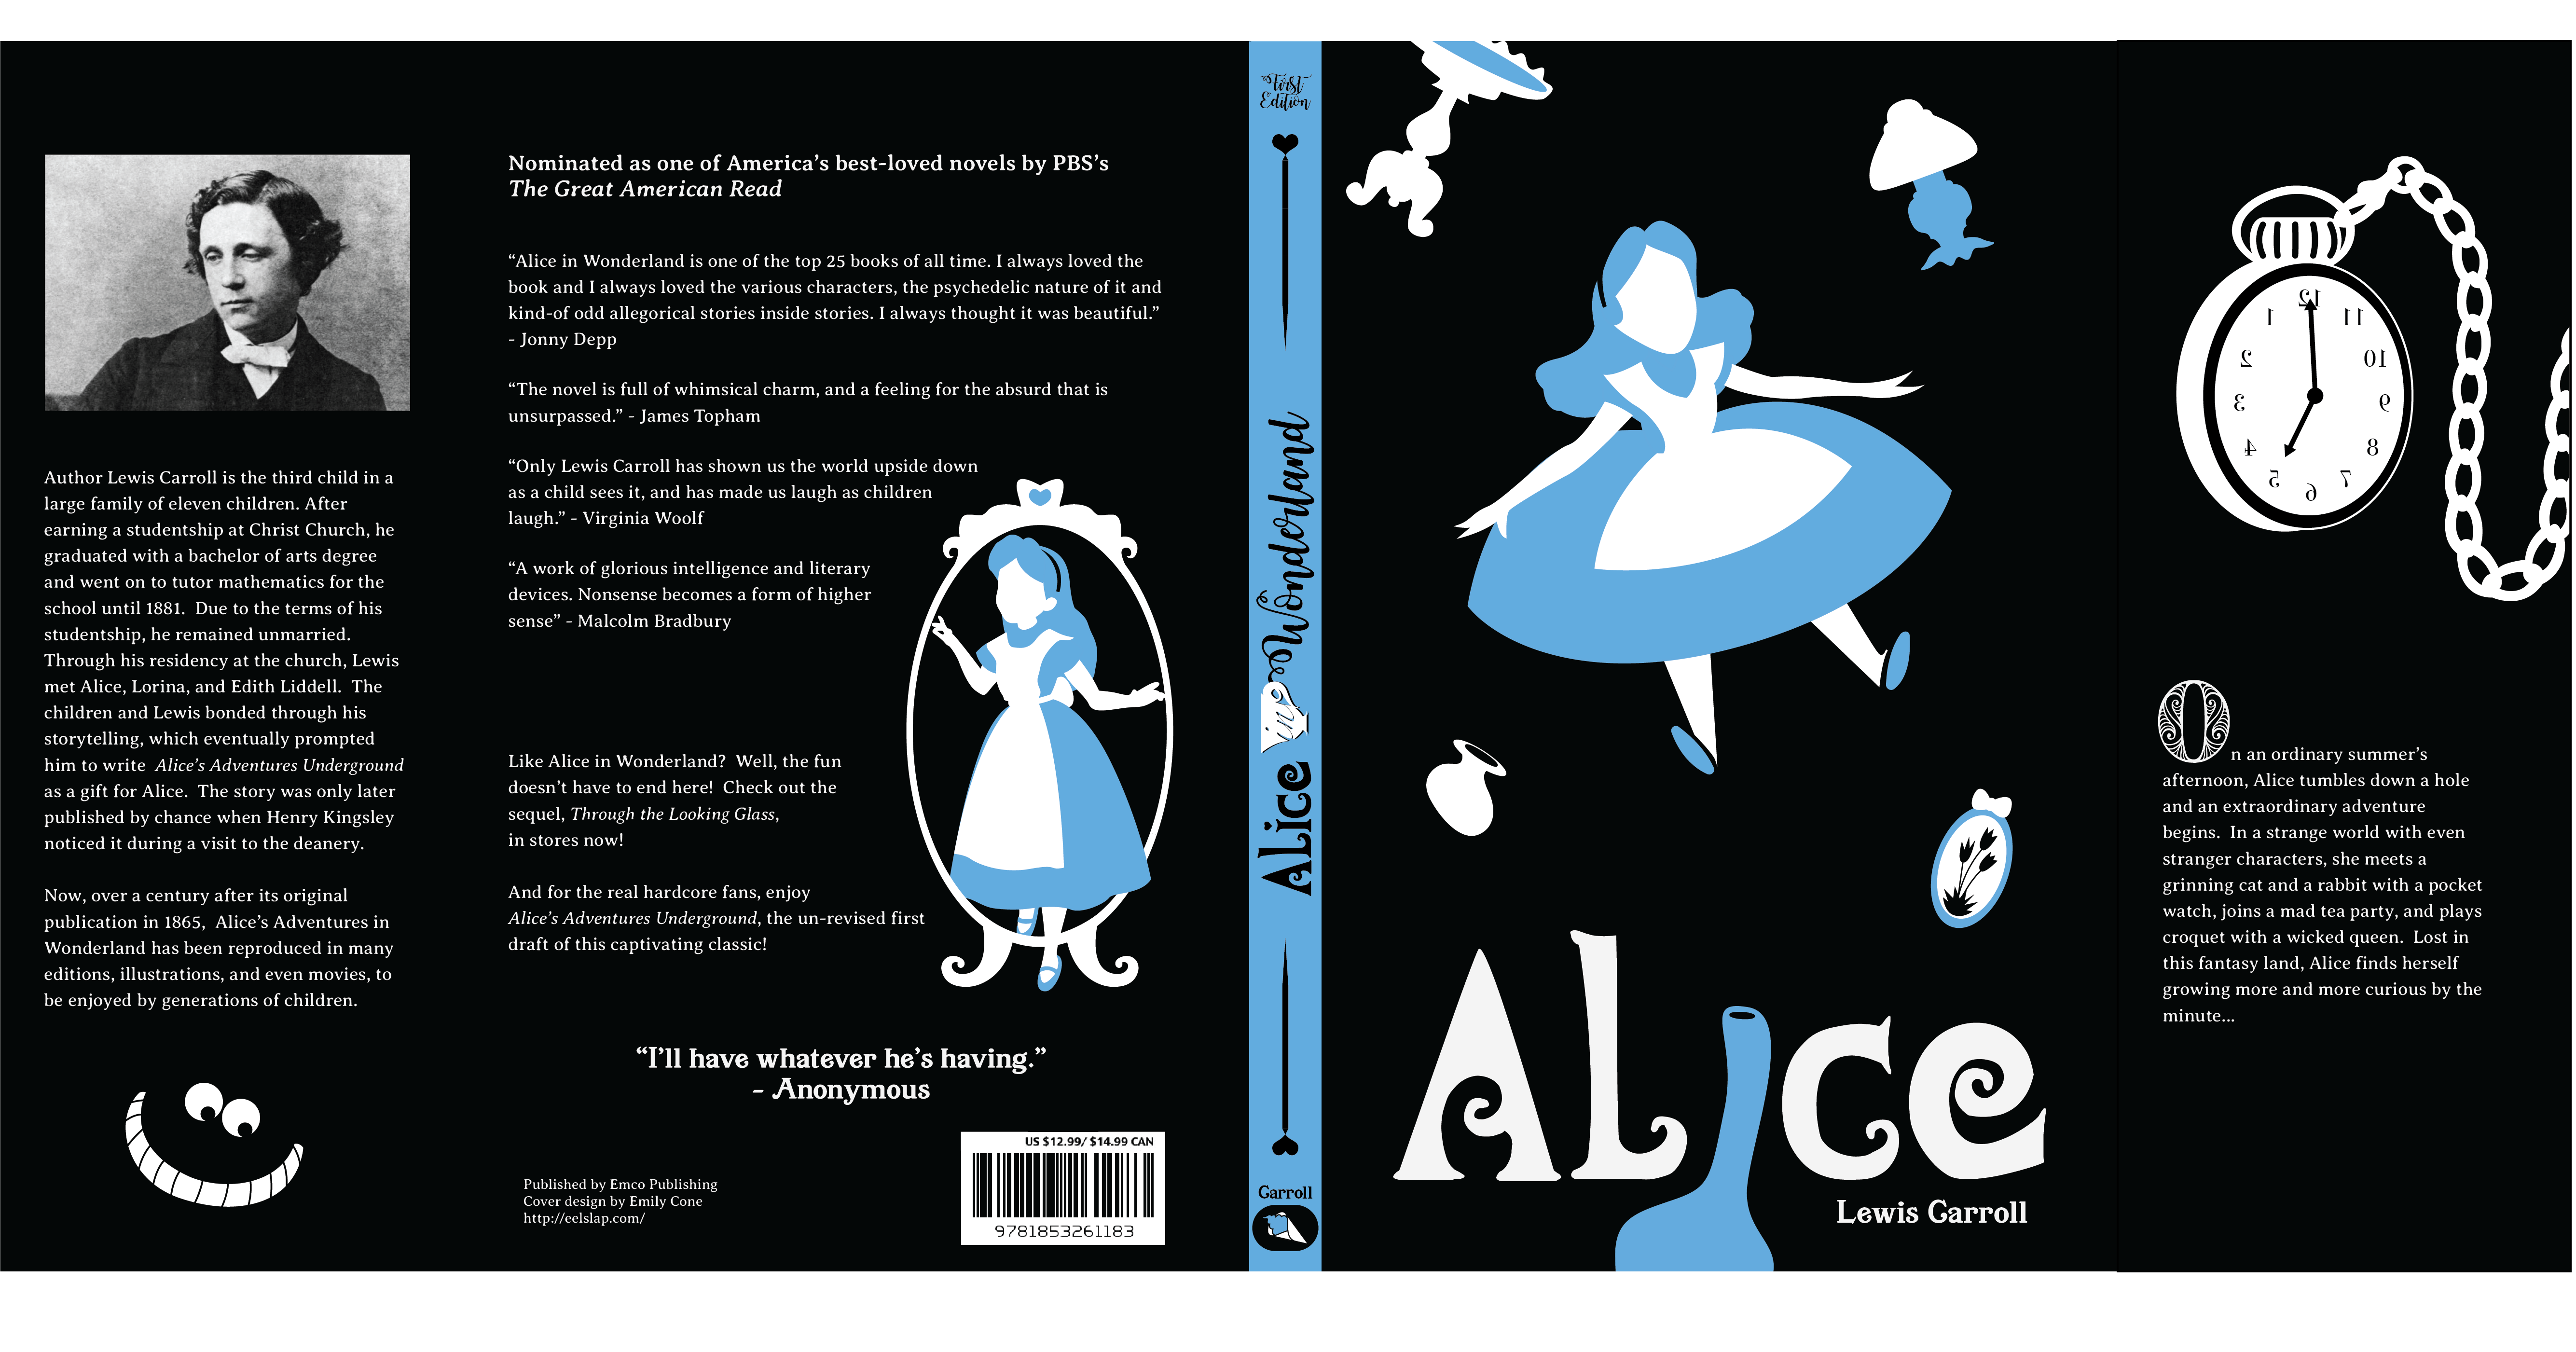 Author Lewis Carroll is the third child in a
large family of eleven children. After
earning a studentship at Christ Church, he
graduated with a bachelor of arts degree
and went on to tutor mathematics for the
school until 1881. Due to the terms of his
studentship, he remained unmarried.
Through his residency at the church, Lewis
met Alice, Lorina, and Edith Liddell. The
children and Lewis bonded through his
storytelling, which eventually prompted
him to write Alice's Adventures Underground
as a gift for Alice. The story was only later
published by chance when Henry Kingsley
noticed it during a visit to the deanery.
Now, over a century after its original
publication in 1865, Alice's Adventures in
Wonderland has been reproduced in many
editions, illustrations, and even movies, to
be enjoyed by generations of children.
Nominated as one of America's best-loved novels by PBS's
The Great American Read
“Alice in Wonderland is one of the top 25 books of all time. I always loved the
book and I always loved the various characters, the psychedelic nature of it and
kind-of odd allegorical stories inside stories. I always thought it was beautiful.”
- Jonny Depp
“The novel is full of whimsical charm, and a feeling for the absurd that is
unsurpassed.” - James Topham
“Only Lewis Carroll has shown us the world upside down
as a child sees it, and has made us laugh as children
laugh.” - Virginia Woolf
“A work of glorious intelligence and literary
devices. Nonsense becomes a form of higher
sense” - Malcolm Bradbury
Like Alice in Wonderland? Well, the fun
doesn't have to end here! Check out the
sequel, Through the Looking Glass,
in stores now!
And for the real hardcore fans, enjoy
Alice's Adventures Underground, the un-revised first
draft of this captivating classic!
“I'll have whatever he's having.”
- Anonymous
Published by Emco Publishing
Cover design by Emily Cone
http://eelslap.com/
US $12.99/ $14.99 CAN
9781853261183
First
Edition
Alice in Wonderland
Carroll
ALice
Lewis Carroll
12
1 11
2 10
3 9
4 8
5 7
6
On an ordinary summer's
afternoon, Alice tumbles down a hole
and an extraordinary adventure
begins. In a strange world with even
stranger characters, she meets a
grinning cat and a rabbit with a pocket
watch, joins a mad tea party, and plays
croquet with a wicked queen. Lost in
this fantasy land, Alice finds herself
growing more and more curious by the
minute...